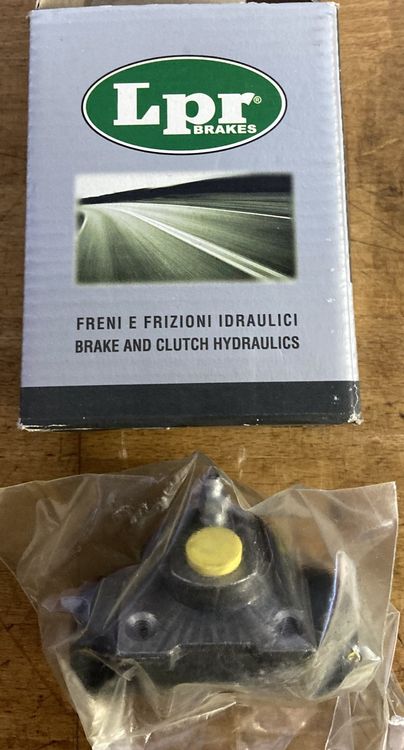 Lpr®
BRAKES
FRENI E FRIZIONI IDRAULICI
BRAKE AND CLUTCH HYDRAULICS